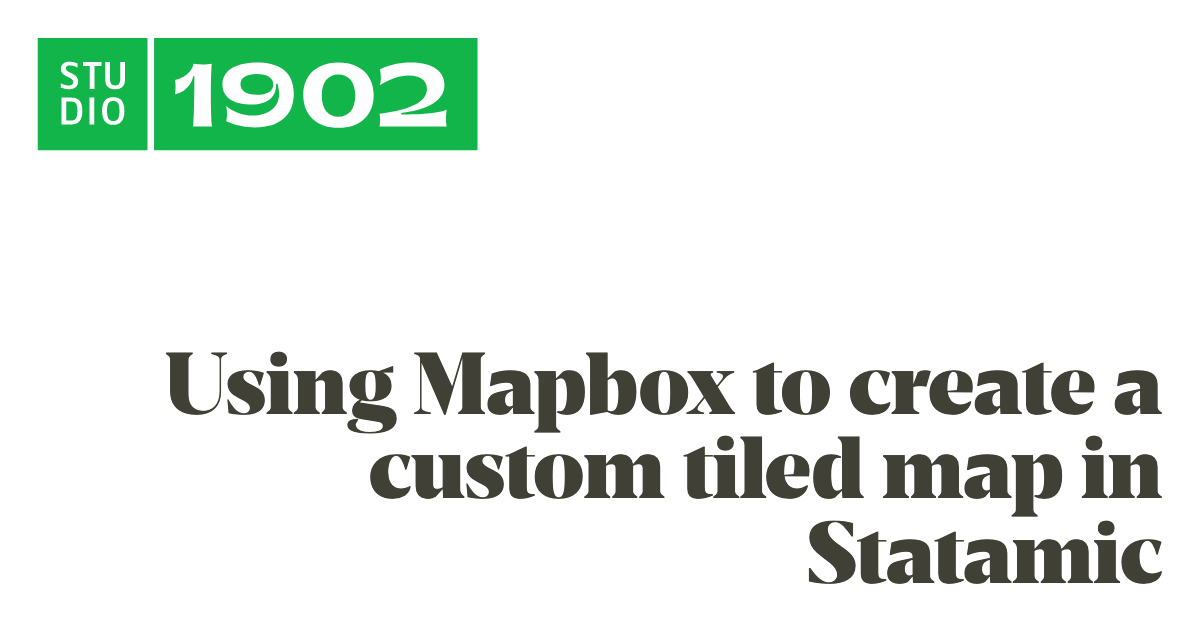 STU
DIO
1902
Using Mapbox to create a
custom tiled map in
Statamic